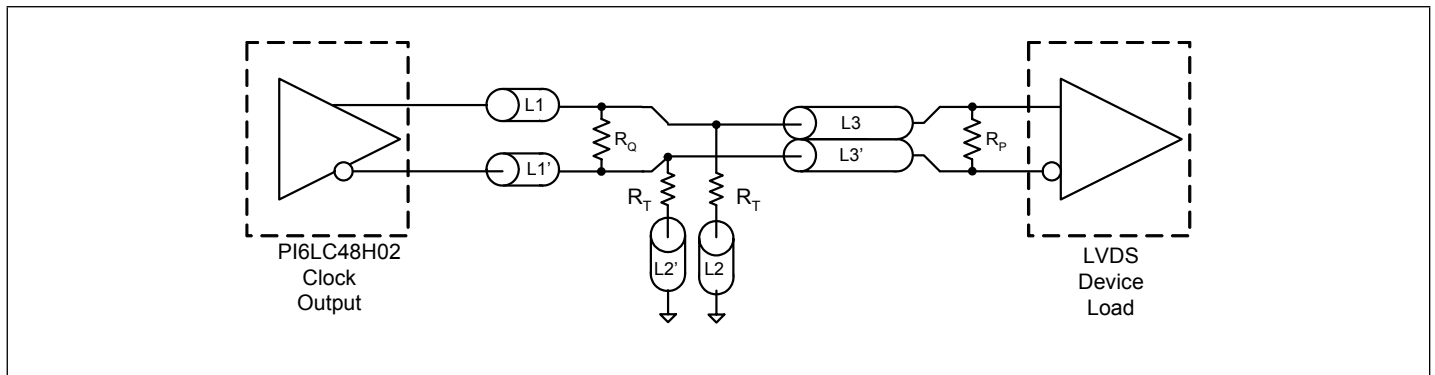 L1
R_Q
L1'
L3
L3'
R_P
R_T
R_T
L2'
L2
PI6LC48H02
Clock
Output
LVDS
Device
Load